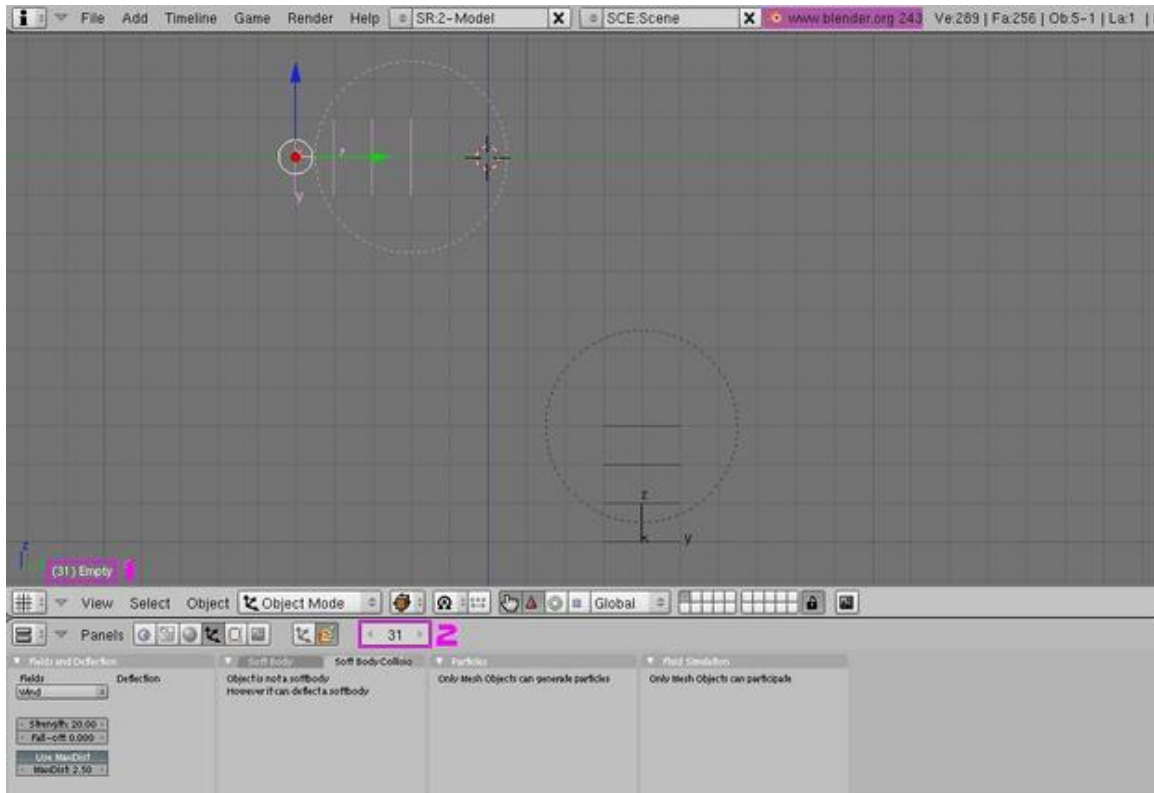 File Add Timeline Game Render Help SR:2-Model SCE:Scene www.blender.org 243 Ve:289 | Fa:256 | Ob:5-1 | La:1 |
y
z
y
z
(31) Empty 1
View Select Object Object Mode Global
Panels 31 2
Fields and Deflection Soft Body Soft Body Collisio Particles Fluid Simulation
Fields Deflection Object is not a softbody Only Mesh Objects can generate particles Only Mesh Objects can participate
Wind However it can deflect a softbody
Strength: 20.00
Fall-off: 0.000
Use MaxDist
MaxDist: 2.50